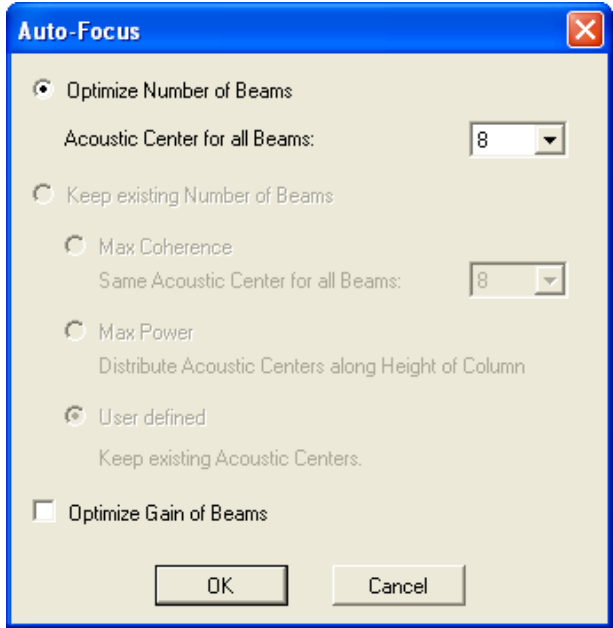 Auto-Focus
Optimize Number of Beams
Acoustic Center for all Beams: 8
Keep existing Number of Beams
Max Coherence
Same Acoustic Center for all Beams: 8
Max Power
Distribute Acoustic Centers along Height of Column
User defined
Keep existing Acoustic Centers.
Optimize Gain of Beams
OK Cancel